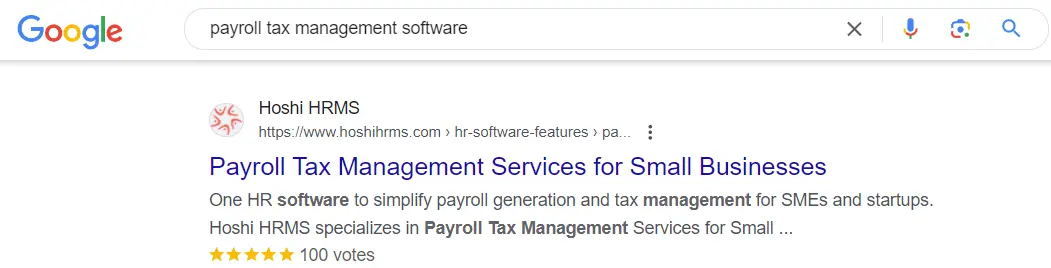 Google payroll tax management software
Hoshi HRMS
https://www.hoshihrms.com › hr-software-features › pa...
Payroll Tax Management Services for Small Businesses
One HR software to simplify payroll generation and tax management for SMEs and startups.
Hoshi HRMS specializes in Payroll Tax Management Services for Small ...
100 votes